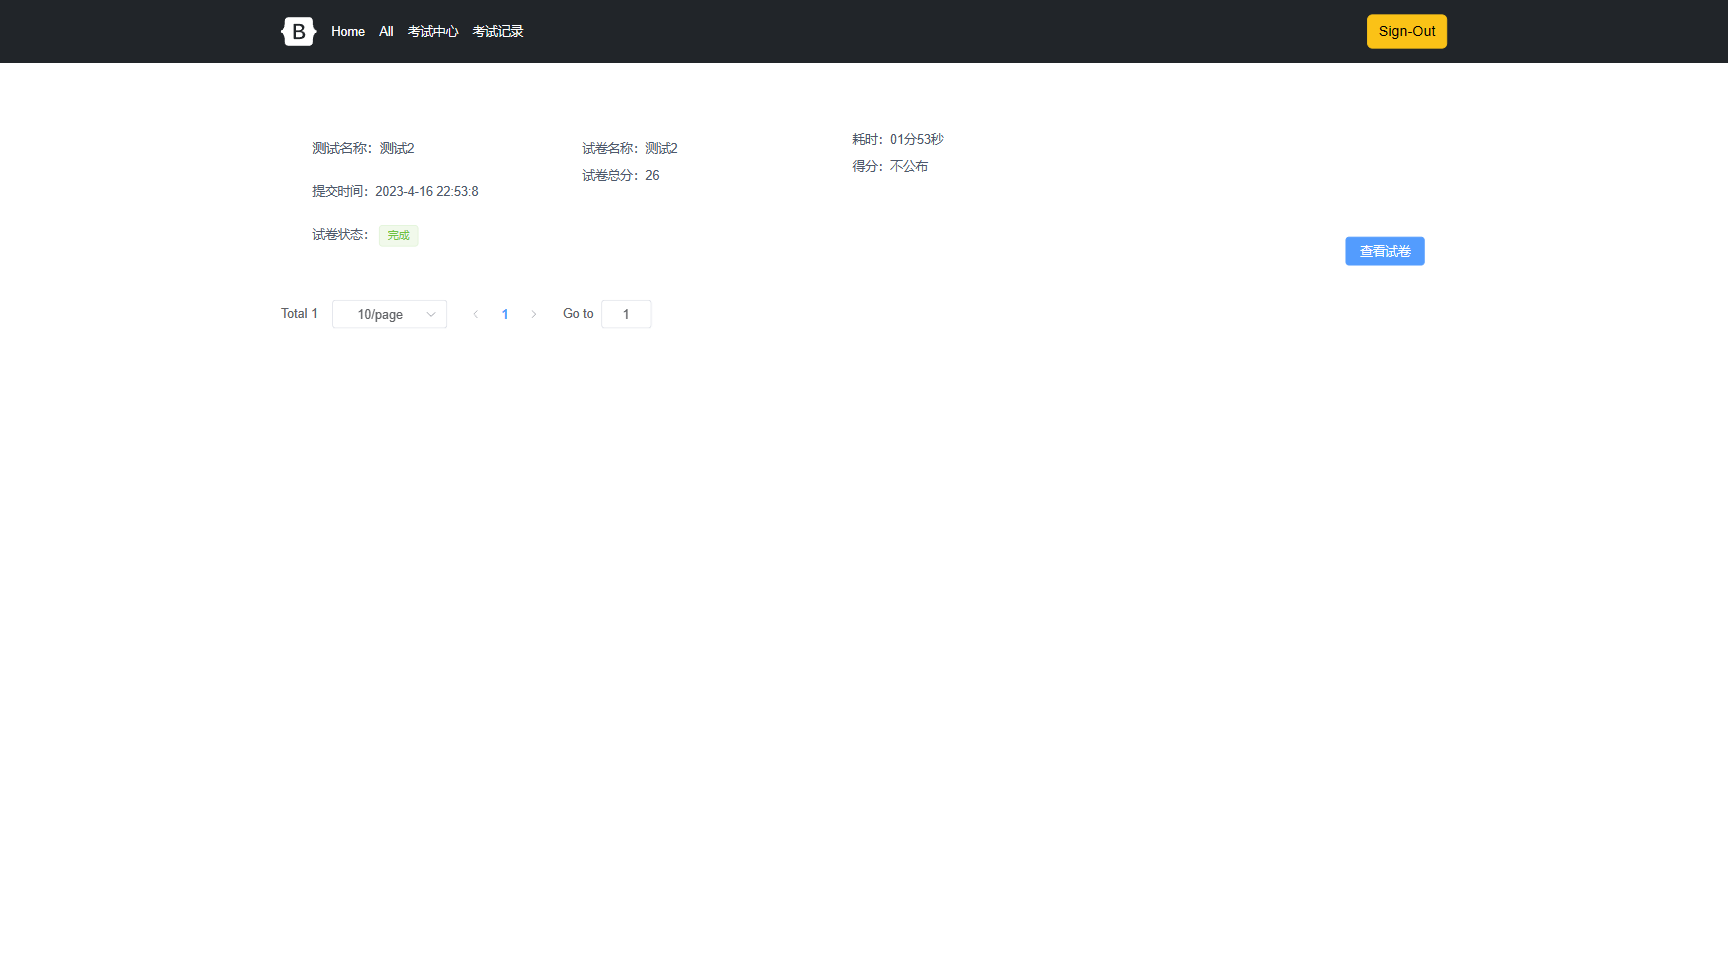 B Home All 考试中心 考试记录 Sign-Out
测试名称：测试2
提交时间：2023-4-16 22:53:8
试卷状态： 完成
试卷名称：测试2
试卷总分：26
耗时：01分53秒
得分：不公布
查看试卷
Total 1 10/page 1 Go to 1